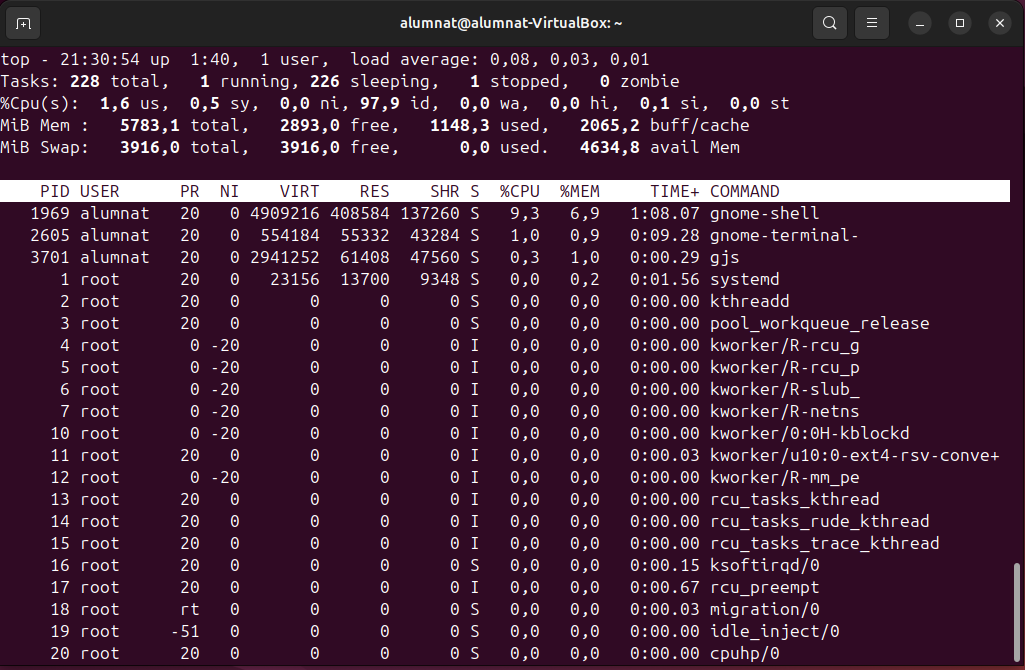 alumnat@alumnat-VirtualBox: ~
top - 21:30:54 up  1:40,  1 user,  load average: 0,08, 0,03, 0,01
Tasks: 228 total,   1 running, 226 sleeping,   1 stopped,   0 zombie
%Cpu(s):  1,6 us,  0,5 sy,  0,0 ni, 97,9 id,  0,0 wa,  0,0 hi,  0,1 si,  0,0 st
MiB Mem :   5783,1 total,   2893,0 free,   1148,3 used,   2065,2 buff/cache
MiB Swap:   3916,0 total,   3916,0 free,      0,0 used.   4634,8 avail Mem
PID USER      PR  NI    VIRT    RES    SHR S  %CPU  %MEM     TIME+ COMMAND
1969 alumnat   20   0 4909216 408584 137260 S   9,3   6,9   1:08.07 gnome-shell
2605 alumnat   20   0  554184  55332  43284 S   1,0   0,9   0:09.28 gnome-terminal-
3701 alumnat   20   0 2941252  61408  47560 S   0,3   1,0   0:00.29 gjs
1 root      20   0   23156  13700   9348 S   0,0   0,2   0:01.56 systemd
2 root      20   0       0      0      0 S   0,0   0,0   0:00.00 kthreadd
3 root      20   0       0      0      0 S   0,0   0,0   0:00.00 pool_workqueue_release
4 root       0 -20       0      0      0 I   0,0   0,0   0:00.00 kworker/R-rcu_g
5 root       0 -20       0      0      0 I   0,0   0,0   0:00.00 kworker/R-rcu_p
6 root       0 -20       0      0      0 I   0,0   0,0   0:00.00 kworker/R-slub_
7 root       0 -20       0      0      0 I   0,0   0,0   0:00.00 kworker/R-netns
10 root       0 -20       0      0      0 I   0,0   0,0   0:00.00 kworker/0:0H-kblockd
11 root      20   0       0      0      0 I   0,0   0,0   0:00.03 kworker/u10:0-ext4-rsv-conve+
12 root       0 -20       0      0      0 I   0,0   0,0   0:00.00 kworker/R-mm_pe
13 root      20   0       0      0      0 I   0,0   0,0   0:00.00 rcu_tasks_kthread
14 root      20   0       0      0      0 I   0,0   0,0   0:00.00 rcu_tasks_rude_kthread
15 root      20   0       0      0      0 I   0,0   0,0   0:00.00 rcu_tasks_trace_kthread
16 root      20   0       0      0      0 S   0,0   0,0   0:00.15 ksoftirqd/0
17 root      20   0       0      0      0 I   0,0   0,0   0:00.67 rcu_preempt
18 root      rt   0       0      0      0 S   0,0   0,0   0:00.03 migration/0
19 root     -51   0       0      0      0 S   0,0   0,0   0:00.00 idle_inject/0
20 root      20   0       0      0      0 S   0,0   0,0   0:00.00 cpuhp/0